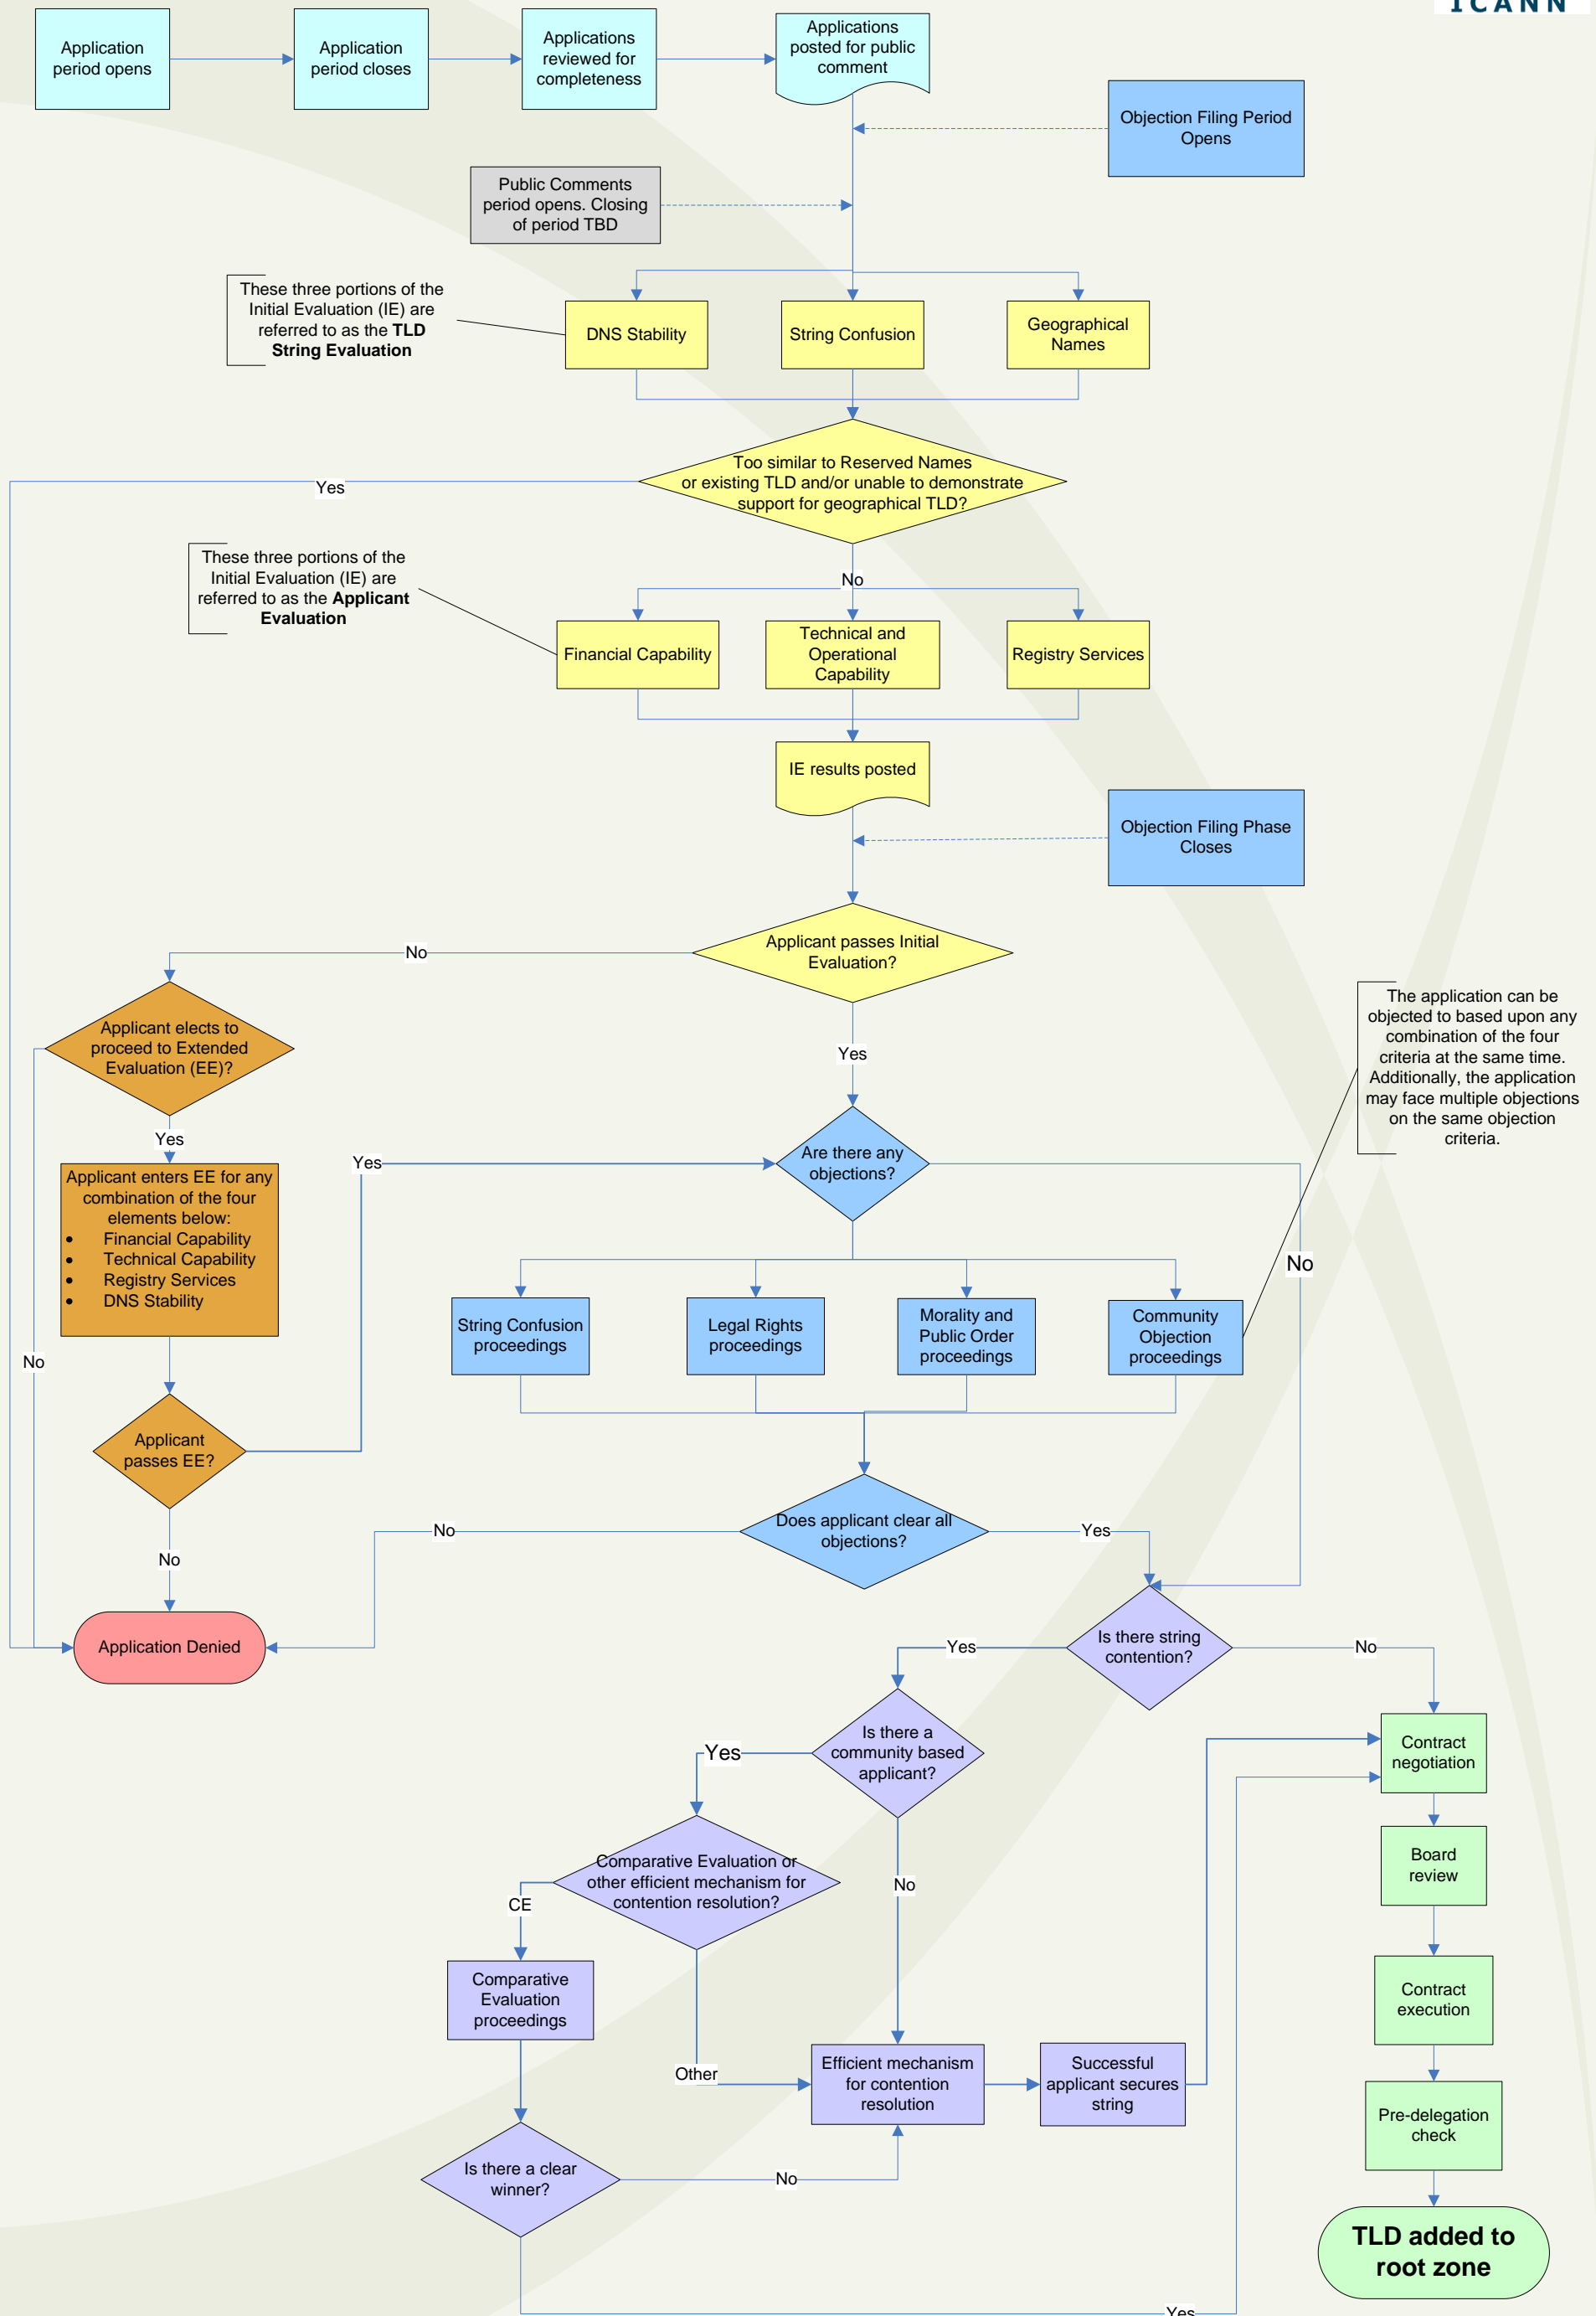 ICANN
Application
period opens
Application
period closes
Applications
reviewed for
completeness
Applications
posted for public
comment
Objection Filing Period
Opens
Public Comments
period opens. Closing
of period TBD
These three portions of the
Initial Evaluation (IE) are
referred to as the TLD
String Evaluation
DNS Stability
String Confusion
Geographical
Names
Too similar to Reserved Names
or existing TLD and/or unable to demonstrate
support for geographical TLD?
Yes
No
These three portions of the
Initial Evaluation (IE) are
referred to as the Applicant
Evaluation
Financial Capability
Technical and
Operational
Capability
Registry Services
IE results posted
Objection Filing Phase
Closes
Applicant passes Initial
Evaluation?
No
Yes
Applicant elects to
proceed to Extended
Evaluation (EE)?
Yes
No
The application can be
objected to based upon any
combination of the four
criteria at the same time.
Additionally, the application
may face multiple objections
on the same objection
criteria.
Applicant enters EE for any
combination of the four
elements below:
• Financial Capability
• Technical Capability
• Registry Services
• DNS Stability
Yes
Are there any
objections?
No
String Confusion
proceedings
Legal Rights
proceedings
Morality and
Public Order
proceedings
Community
Objection
proceedings
Applicant
passes EE?
No
Does applicant clear all
objections?
No
Yes
Application Denied
Is there string
contention?
Yes
No
Is there a
community based
applicant?
Yes
No
Contract
negotiation
Comparative Evaluation or
other efficient mechanism for
contention resolution?
CE
Other
Board
review
Comparative
Evaluation
proceedings
Efficient mechanism
for contention
resolution
Successful
applicant secures
string
Contract
execution
Pre-delegation
check
Is there a clear
winner?
No
Yes
TLD added to
root zone